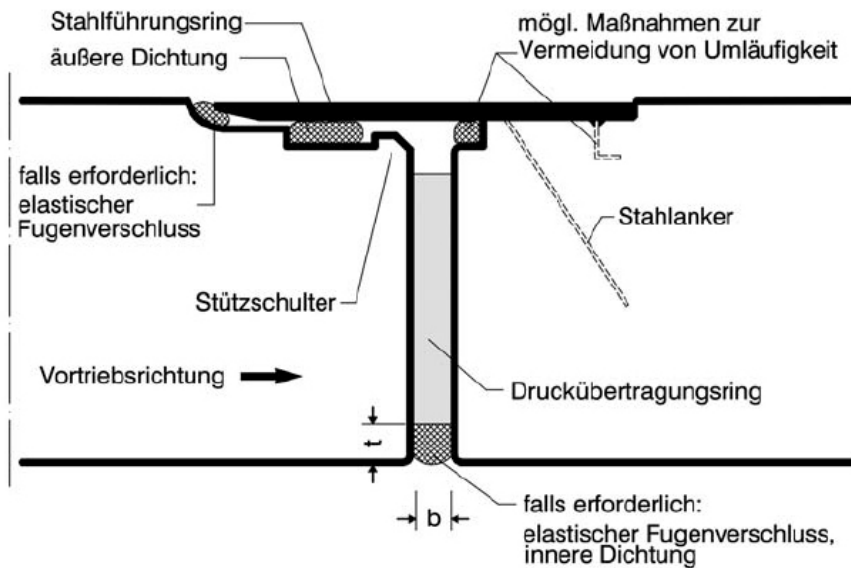 Stahlführungsring
äußere Dichtung
mögl. Maßnahmen zur
Vermeidung von Umläufigkeit
falls erforderlich:
elastischer
Fugenverschluss
Stahlanker
Stützschulter
Vortriebsrichtung
Druckübertragungsring
t
b
falls erforderlich:
elastischer Fugenverschluss,
innere Dichtung